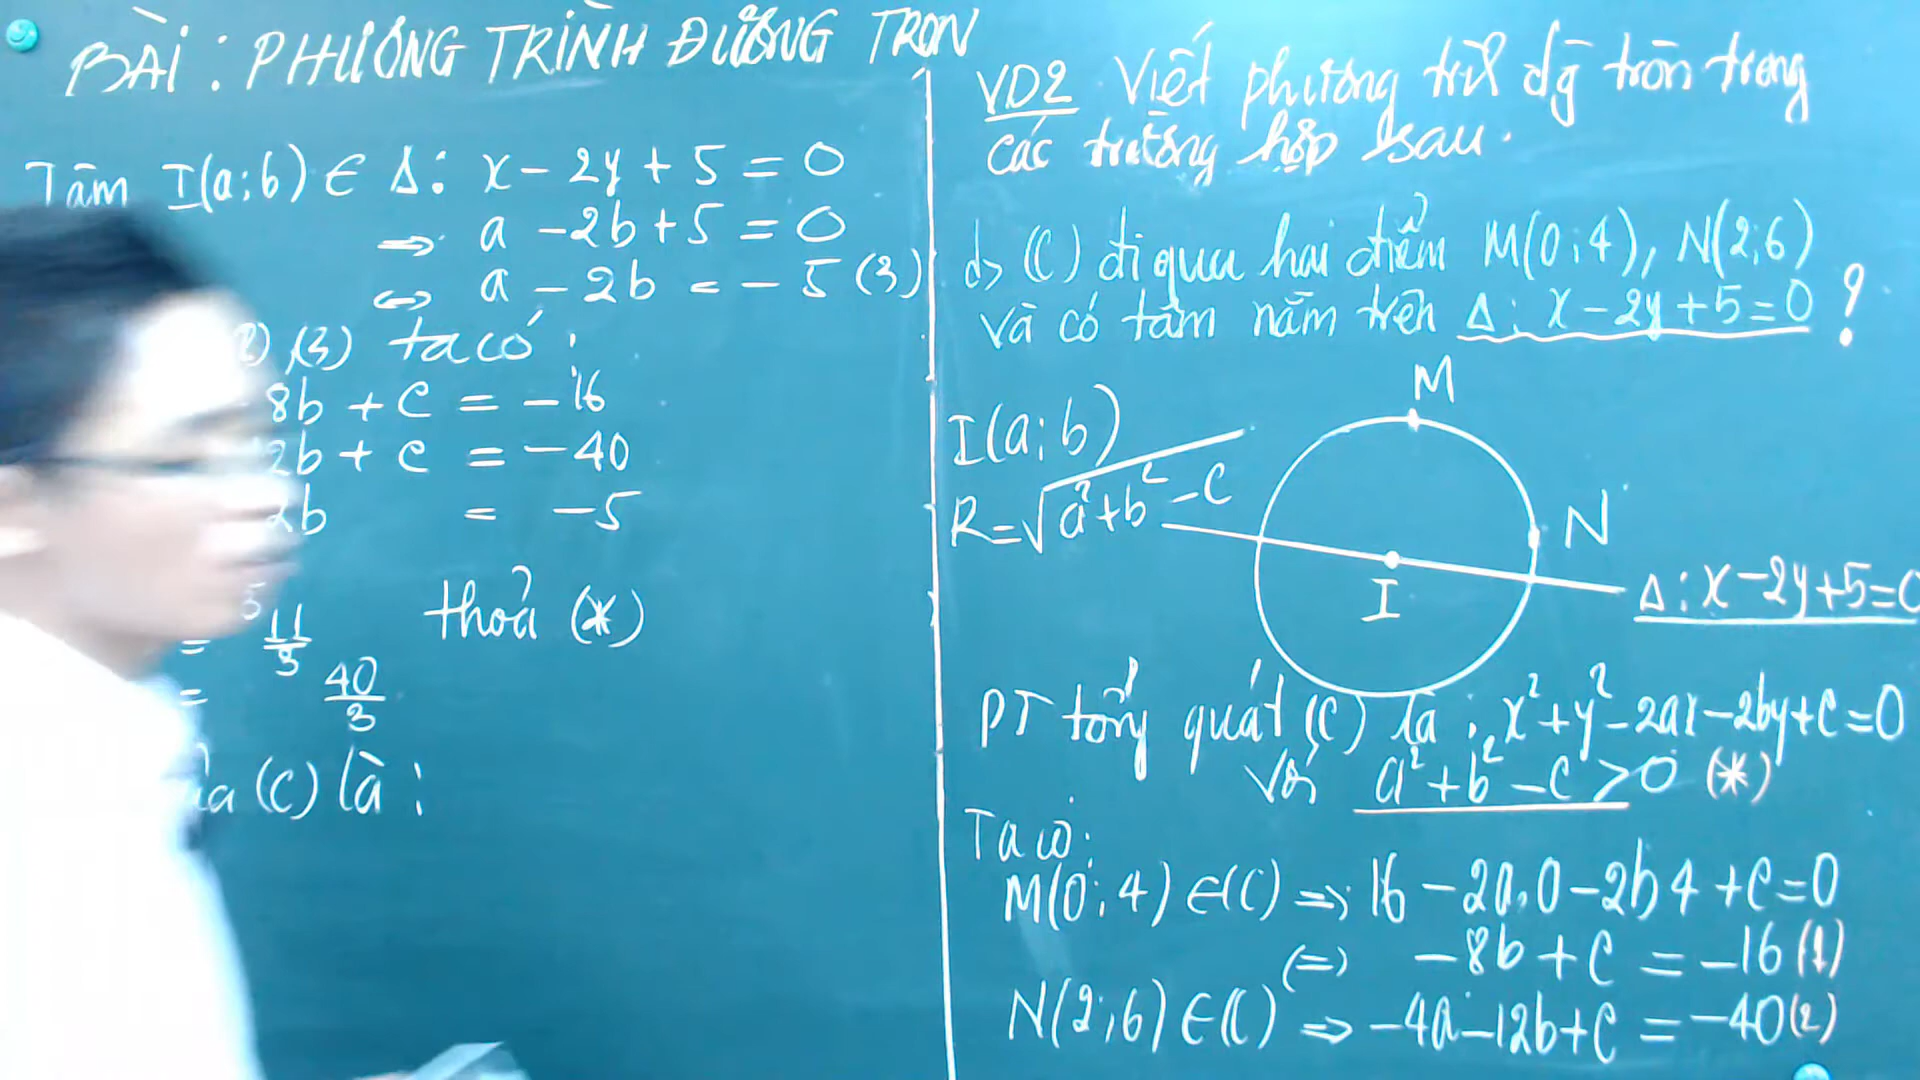 BÀI : PHƯƠNG TRÌNH ĐƯỜNG TRÒN
Tâm I(a;b) ∈ Δ: x - 2y + 5 = 0
=> a - 2b + 5 = 0
<=> a - 2b = - 5 (3)
, (3) ta có :
8b + c = -16
2b + c = -40
2b = -5
= 11/3 thoả (*)
= 40/3
(C) là :
VD2 Viết phương trì đg tròn trong
các trường hợp sau.
d> (C) đi qua hai điểm M(0;4), N(2;6)
và có tâm nằm trên Δ: x - 2y + 5 = 0 ?
M
I(a;b)
R = √a²+b²-c
N
I
Δ: x - 2y + 5 = 0
PT tổng quát (C) là : x² + y² - 2ax - 2by + c = 0
Với a² + b² - c > 0 (*)
Ta có:
M(0;4) ∈ (C) => 16 - 2a.0 - 2b4 + c = 0
(=) -8b + c = -16 (1)
N(2;6) ∈ (C) => -4a - 12b + c = -40 (2)